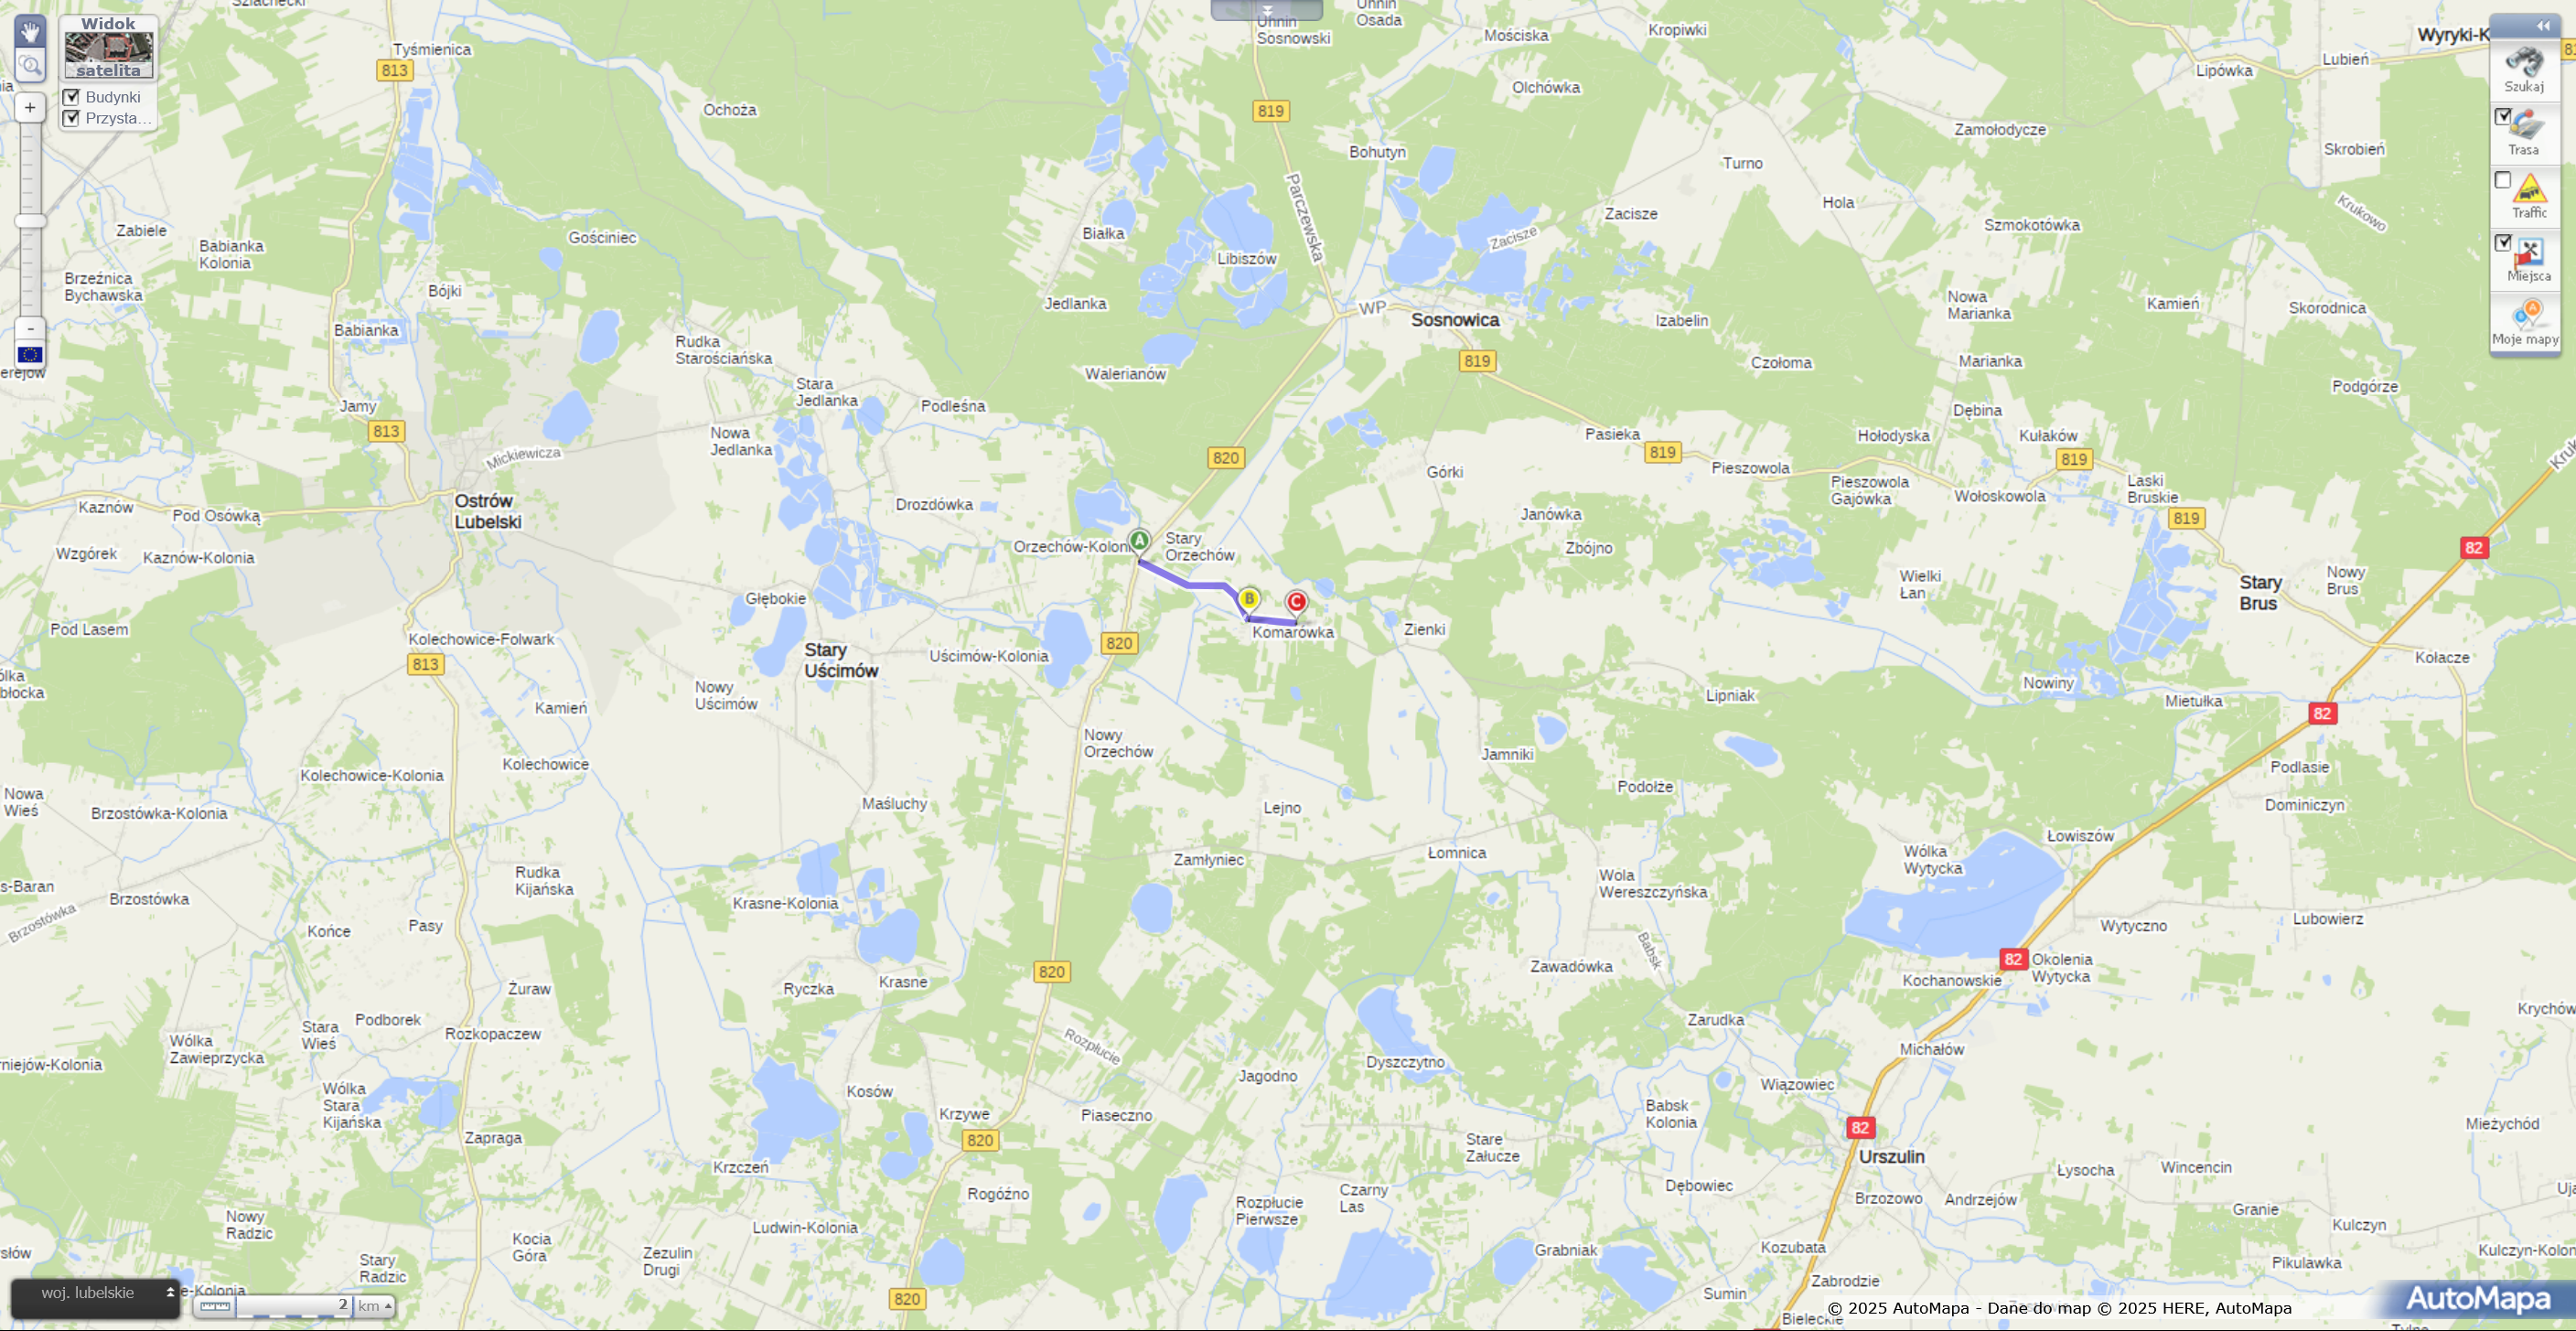 Widok
satelita
Budynki
Przysta...
+
-
Szukaj
Trasa
Traffic
Miejsca
Moje mapy
Tyśmienica
813
Ochoża
Unnin
Sosnowski
Unnin
Osada
Mościska
Kropiwki
Olchówka
819
Bohutyn
Turno
Wyryki-K
Lubień
Lipówka
Zamołodycze
Skrobień
Krukowo
Zabiele
Babianka
Kolonia
Gościniec
Białka
Parczewska
Libiszów
Zacisze
Zacisze
Hola
Szmokotówka
Brzeźnica
Bychawska
Bójki
Babianka
Jedlanka
WP
Sosnowica
Izabelin
Nowa
Marianka
Kamień
Skorodnica
Rudka
Starościańska
Walerianów
819
Czołoma
Marianka
Podgórze
Stara
Jedlanka
Podleśna
Jamy
813
Mickiewicza
Nowa
Jedlanka
820
Górki
Pasieka
819
Pieszowola
Hołodyska
Dębina
Kułaków
819
Pieszowola
Gajówka
Wołoskowola
Laski
Bruskie
819
Kaznów
Pod Osówką
Ostrów
Lubelski
Drozdówka
Janówka
Zbójno
82
Wzgórek
Kaznów-Kolonia
Orzechów-Koloni
A
Stary
Orzechów
Wielki
Łan
Stary
Brus
Nowy
Brus
Głębokie
B
C
Komarówka
Zienki
Pod Lasem
Kolechowice-Folwark
813
Stary
Uścimów
Uścimów-Kolonia
820
Kołacze
Nowy
Uścimów
Kamień
Lipniak
Nowiny
Mietułka
82
Nowy
Orzechów
Jamniki
Kolechowice
Kolechowice-Kolonia
Podlasie
Nowa
Wieś
Brzostówka-Kolonia
Maśluchy
Lejno
Podołże
Dominiczyn
Łowiszów
Zamłyniec
Łomnica
Wólka
Wytycka
s-Baran
Brzostówka
Rudka
Kijańska
Wola
Wereszczyńska
Krasne-Kolonia
Brzostówka
Końce
Pasy
Wytyczno
Lubowierz
Babsk
820
Krasne
Ryczka
Zawadówka
82
Okolenia
Wytycka
Kochanowskie
Żuraw
Podborek
Stara
Wieś
Rozkopaczew
Zarudka
Krychów
Wólka
Zawieprzycka
Rozpłucie
Michałów
rniejów-Kolonia
Jagodno
Dyszczytno
Wólka
Stara
Kijańska
Kosów
Wiązowiec
Krzywe
Piaseczno
Babsk
Kolonia
82
Mieżychód
820
Zapraga
Stare
Załucze
Urszulin
Krzczeń
Łysocha
Wincencin
Rogóźno
Dębowiec
Rozpłucie
Pierwsze
Czarny
Las
Brzozowo
Andrzejów
Granie
Kulczyn
Nowy
Radzic
Ludwin-Kolonia
Kocia
Góra
Zezulin
Drugi
Grabniak
Kozubata
Pikulawka
Kulczyn-Kolon
Stary
Radzic
Sumin
Zabrodzie
820
Bieleckie
woj. lubelskie
2
km
© 2025 AutoMapa - Dane do map © 2025 HERE, AutoMapa
AutoMapa